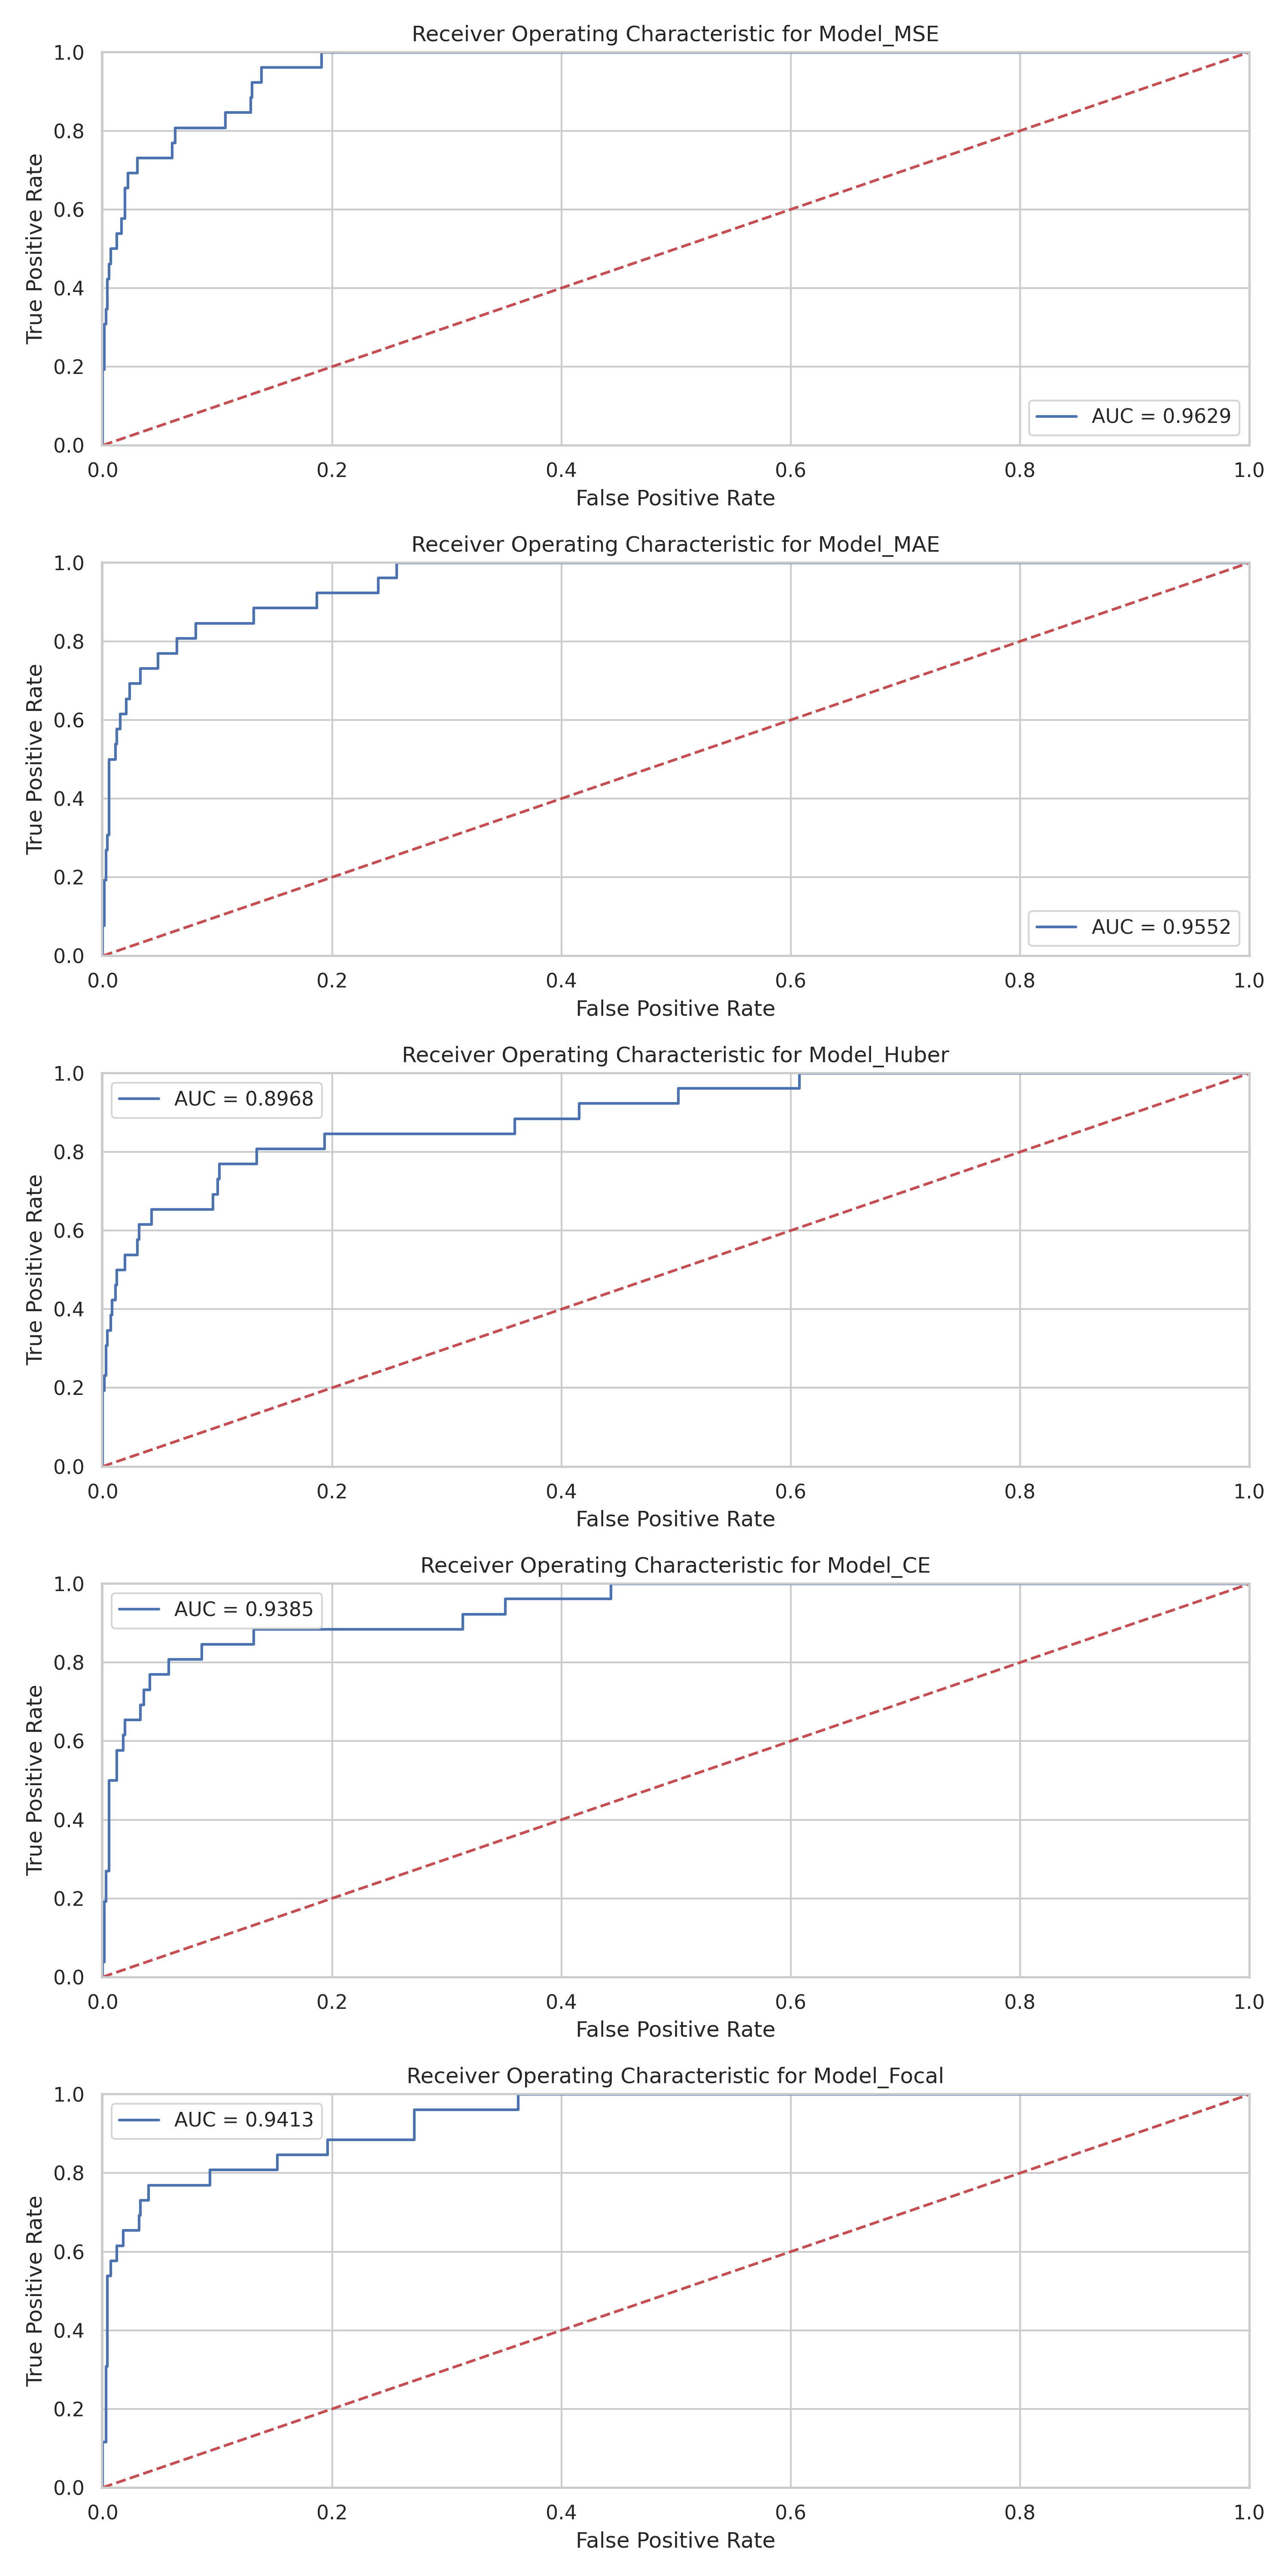 Receiver Operating Characteristic for Model_MSE
1.0
0.8
0.6
0.4
0.2
0.0
True Positive Rate
AUC = 0.9629
0.0 0.2 0.4 0.6 0.8 1.0
False Positive Rate
Receiver Operating Characteristic for Model_MAE
1.0
0.8
0.6
0.4
0.2
0.0
True Positive Rate
AUC = 0.9552
0.0 0.2 0.4 0.6 0.8 1.0
False Positive Rate
Receiver Operating Characteristic for Model_Huber
1.0
0.8
0.6
0.4
0.2
0.0
True Positive Rate
AUC = 0.8968
0.0 0.2 0.4 0.6 0.8 1.0
False Positive Rate
Receiver Operating Characteristic for Model_CE
1.0
0.8
0.6
0.4
0.2
0.0
True Positive Rate
AUC = 0.9385
0.0 0.2 0.4 0.6 0.8 1.0
False Positive Rate
Receiver Operating Characteristic for Model_Focal
1.0
0.8
0.6
0.4
0.2
0.0
True Positive Rate
AUC = 0.9413
0.0 0.2 0.4 0.6 0.8 1.0
False Positive Rate